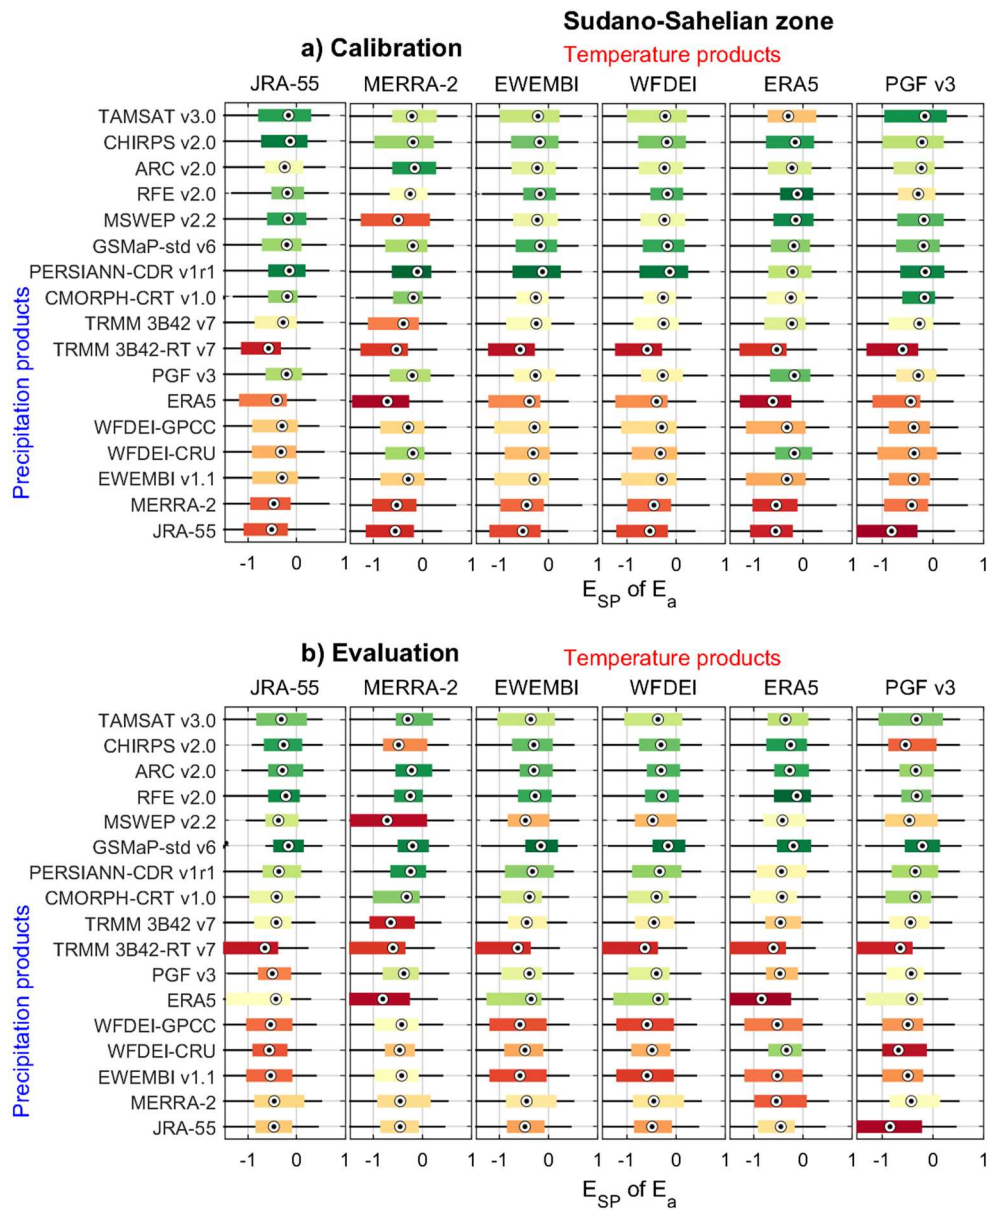 Sudano-Sahelian zone
a) Calibration
Temperature products
JRA-55 MERRA-2 EWEMBI WFDEI ERA5 PGF v3
Precipitation products
TAMSAT v3.0
CHIRPS v2.0
ARC v2.0
RFE v2.0
MSWEP v2.2
GSMaP-std v6
PERSIANN-CDR v1r1
CMORPH-CRT v1.0
TRMM 3B42 v7
TRMM 3B42-RT v7
PGF v3
ERA5
WFDEI-GPCC
WFDEI-CRU
EWEMBI v1.1
MERRA-2
JRA-55
-1 0 1 -1 0 1 -1 0 1 -1 0 1 -1 0 1 -1 0 1
E_SP of E_a
b) Evaluation
Temperature products
JRA-55 MERRA-2 EWEMBI WFDEI ERA5 PGF v3
Precipitation products
TAMSAT v3.0
CHIRPS v2.0
ARC v2.0
RFE v2.0
MSWEP v2.2
GSMaP-std v6
PERSIANN-CDR v1r1
CMORPH-CRT v1.0
TRMM 3B42 v7
TRMM 3B42-RT v7
PGF v3
ERA5
WFDEI-GPCC
WFDEI-CRU
EWEMBI v1.1
MERRA-2
JRA-55
-1 0 1 -1 0 1 -1 0 1 -1 0 1 -1 0 1 -1 0 1
E_SP of E_a